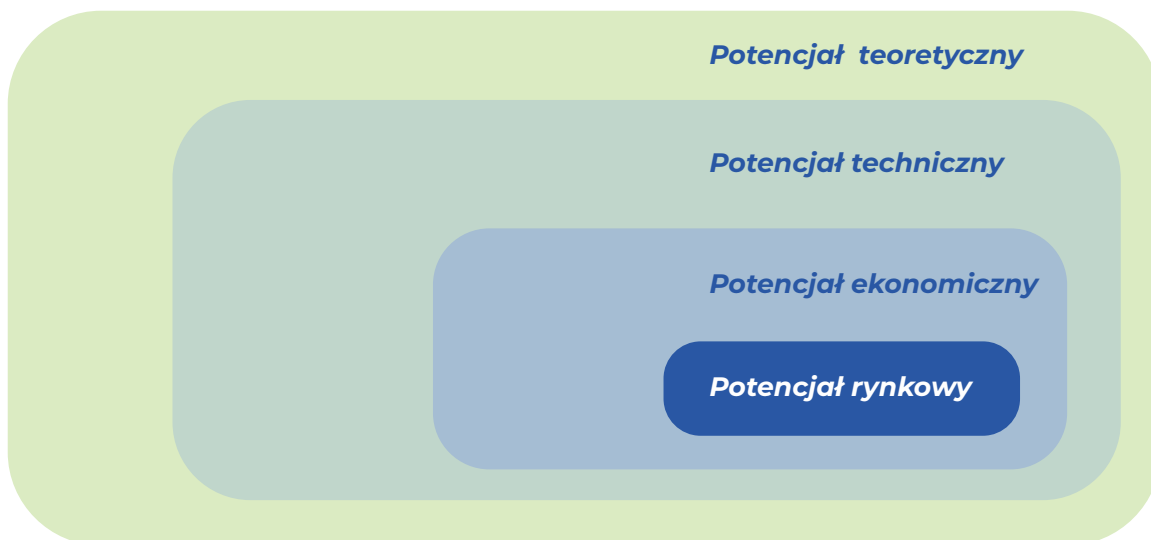 Potencjał teoretyczny
Potencjał techniczny
Potencjał ekonomiczny
Potencjał rynkowy